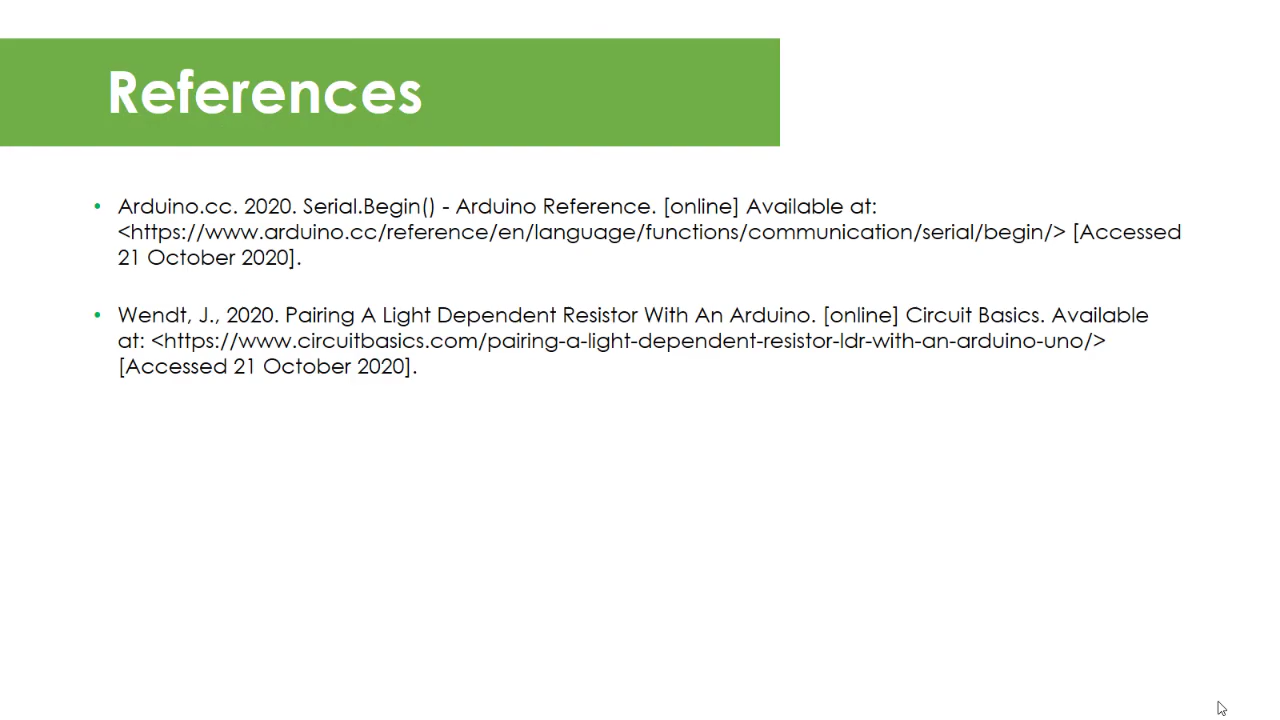 References
• Arduino.cc. 2020. Serial.Begin() - Arduino Reference. [online] Available at:
<https://www.arduino.cc/reference/en/language/functions/communication/serial/begin/> [Accessed
21 October 2020].
• Wendt, J., 2020. Pairing A Light Dependent Resistor With An Arduino. [online] Circuit Basics. Available
at: <https://www.circuitbasics.com/pairing-a-light-dependent-resistor-ldr-with-an-arduino-uno/>
[Accessed 21 October 2020].